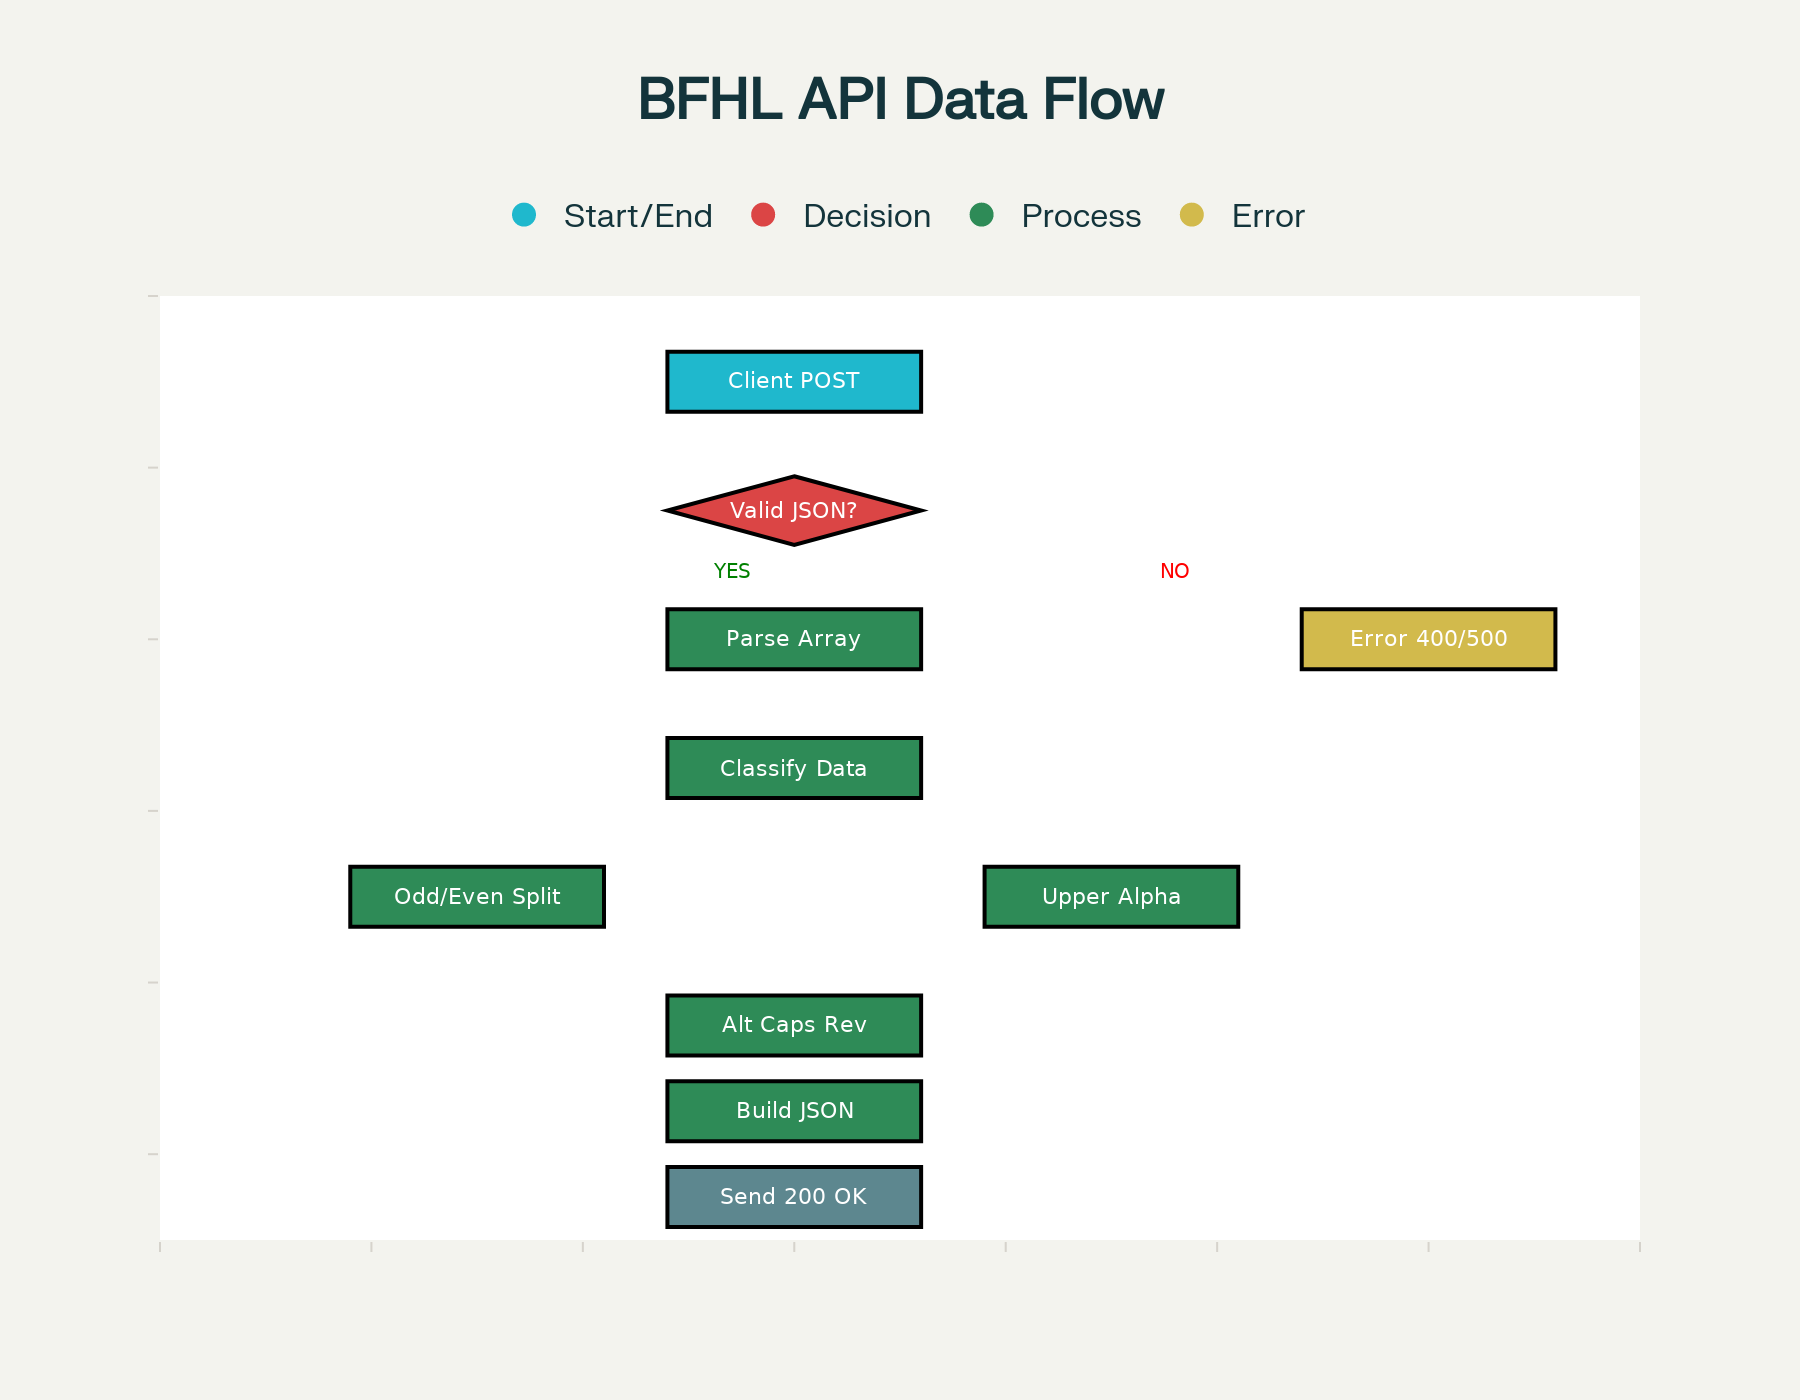 BFHL API Data Flow
Start/End Decision Process Error
Client POST
Valid JSON?
YES NO
Parse Array Error 400/500
Classify Data
Odd/Even Split Upper Alpha
Alt Caps Rev
Build JSON
Send 200 OK